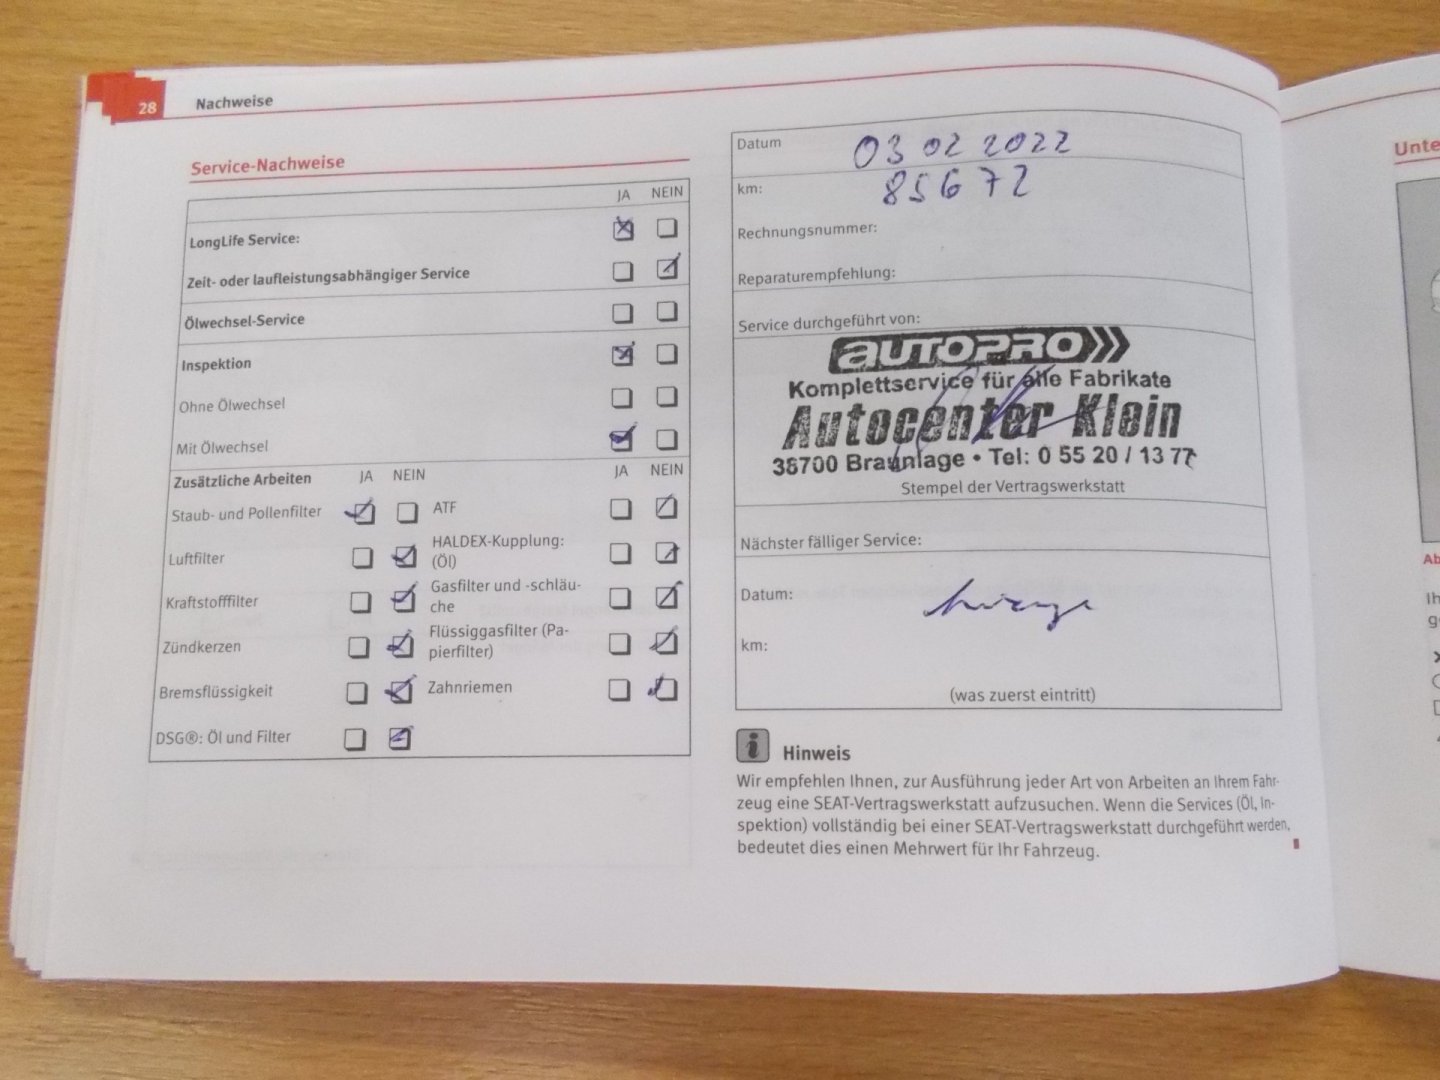 28 Nachweise
Service-Nachweise
JA NEIN
LongLife Service:
Zeit- oder laufleistungsabhängiger Service
Ölwechsel-Service
Inspektion
Ohne Ölwechsel
Mit Ölwechsel
Zusätzliche Arbeiten JA NEIN JA NEIN
Staub- und Pollenfilter ATF
Luftfilter HALDEX-Kupplung:
(Öl)
Kraftstofffilter Gasfilter und -schläu-
che
Zündkerzen Flüssiggasfilter (Pa-
pierfilter)
Bremsflüssigkeit Zahnriemen
DSG®: Öl und Filter
Datum 03 02 2022
km: 85672
Rechnungsnummer:
Reparaturempfehlung:
Service durchgeführt von:
AUTOPRO
Komplettservice für alle Fabrikate
Autocenter Klein
38700 Braunlage • Tel: 0 55 20 / 13 77
Stempel der Vertragswerkstatt
Nächster fälliger Service:
Datum:
km:
(was zuerst eintritt)
i Hinweis
Wir empfehlen Ihnen, zur Ausführung jeder Art von Arbeiten an Ihrem Fahr-
zeug eine SEAT-Vertragswerkstatt aufzusuchen. Wenn die Services (Öl, In-
spektion) vollständig bei einer SEAT-Vertragswerkstatt durchgeführt werden,
bedeutet dies einen Mehrwert für Ihr Fahrzeug.
Unte
Ab
Ih
g